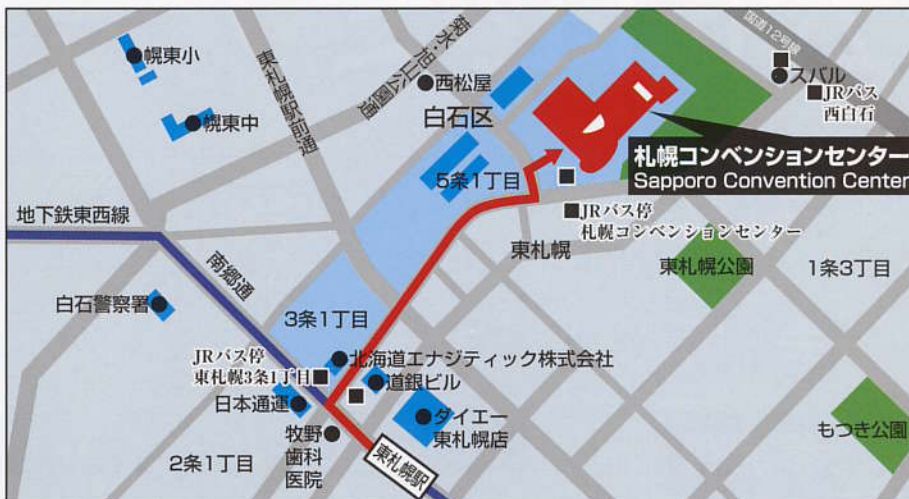 国道12号線
幌東小
東札幌駅前通
菊水・旭山公園通
西松屋
スバル
JRバス
西白石
幌東中
白石区
札幌コンベンションセンター
Sapporo Convention Center
5条1丁目
地下鉄東西線
JRバス停
札幌コンベンションセンター
東札幌
東札幌公園
1条3丁目
南郷通
白石警察署
3条1丁目
JRバス停
東札幌3条1丁目
北海道エナジティック株式会社
道銀ビル
日本通運
ダイエー
東札幌店
もつき公園
牧野
歯科
医院
2条1丁目
東札幌駅